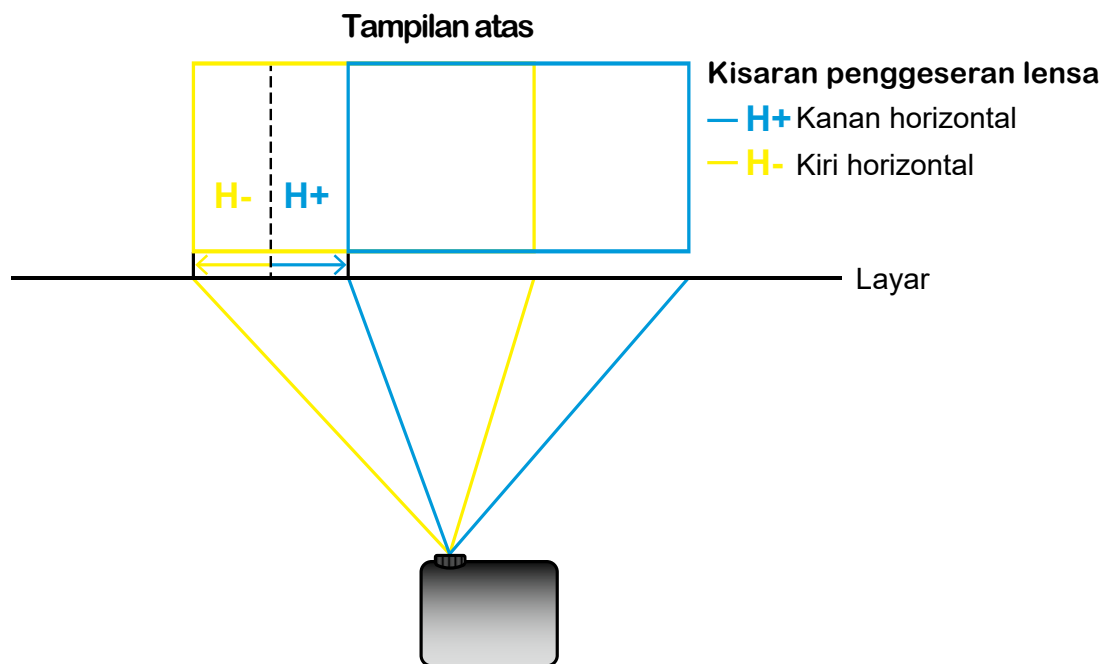 Tampilan atas
Kisaran penggeseran lensa
H+ Kanan horizontal
H- Kiri horizontal
H- H+
Layar